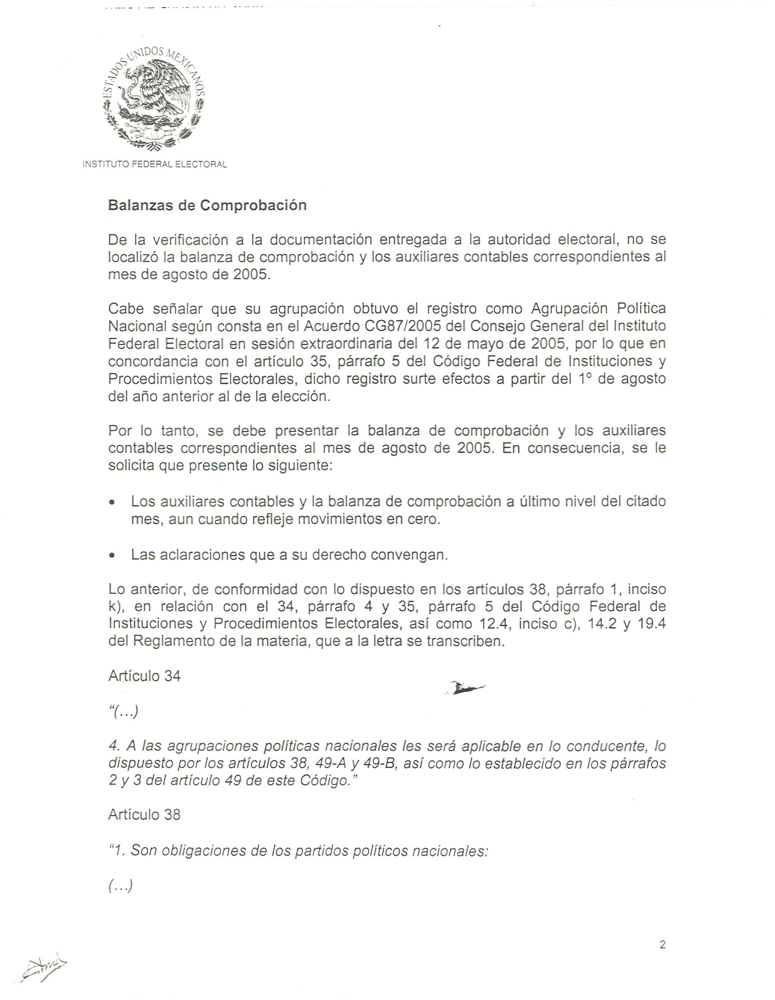 ESTADOS UNIDOS MEXICANOS
INSTITUTO FEDERAL ELECTORAL
Balanzas de Comprobación
De la verificación a la documentación entregada a la autoridad electoral, no se
localizó la balanza de comprobación y los auxiliares contables correspondientes al
mes de agosto de 2005.
Cabe señalar que su agrupación obtuvo el registro como Agrupación Política
Nacional según consta en el Acuerdo CG87/2005 del Consejo General del Instituto
Federal Electoral en sesión extraordinaria del 12 de mayo de 2005, por lo que en
concordancia con el artículo 35, párrafo 5 del Código Federal de Instituciones y
Procedimientos Electorales, dicho registro surte efectos a partir del 1º de agosto
del año anterior al de la elección.
Por lo tanto, se debe presentar la balanza de comprobación y los auxiliares
contables correspondientes al mes de agosto de 2005. En consecuencia, se le
solicita que presente lo siguiente:
• Los auxiliares contables y la balanza de comprobación a último nivel del citado
mes, aun cuando refleje movimientos en cero.
• Las aclaraciones que a su derecho convengan.
Lo anterior, de conformidad con lo dispuesto en los artículos 38, párrafo 1, inciso
k), en relación con el 34, párrafo 4 y 35, párrafo 5 del Código Federal de
Instituciones y Procedimientos Electorales, así como 12.4, inciso c), 14.2 y 19.4
del Reglamento de la materia, que a la letra se transcriben.
Artículo 34
“(...)
4. A las agrupaciones políticas nacionales les será aplicable en lo conducente, lo
dispuesto por los artículos 38, 49-A y 49-B, así como lo establecido en los párrafos
2 y 3 del artículo 49 de este Código.”
Artículo 38
“1. Son obligaciones de los partidos políticos nacionales:
(...)
2